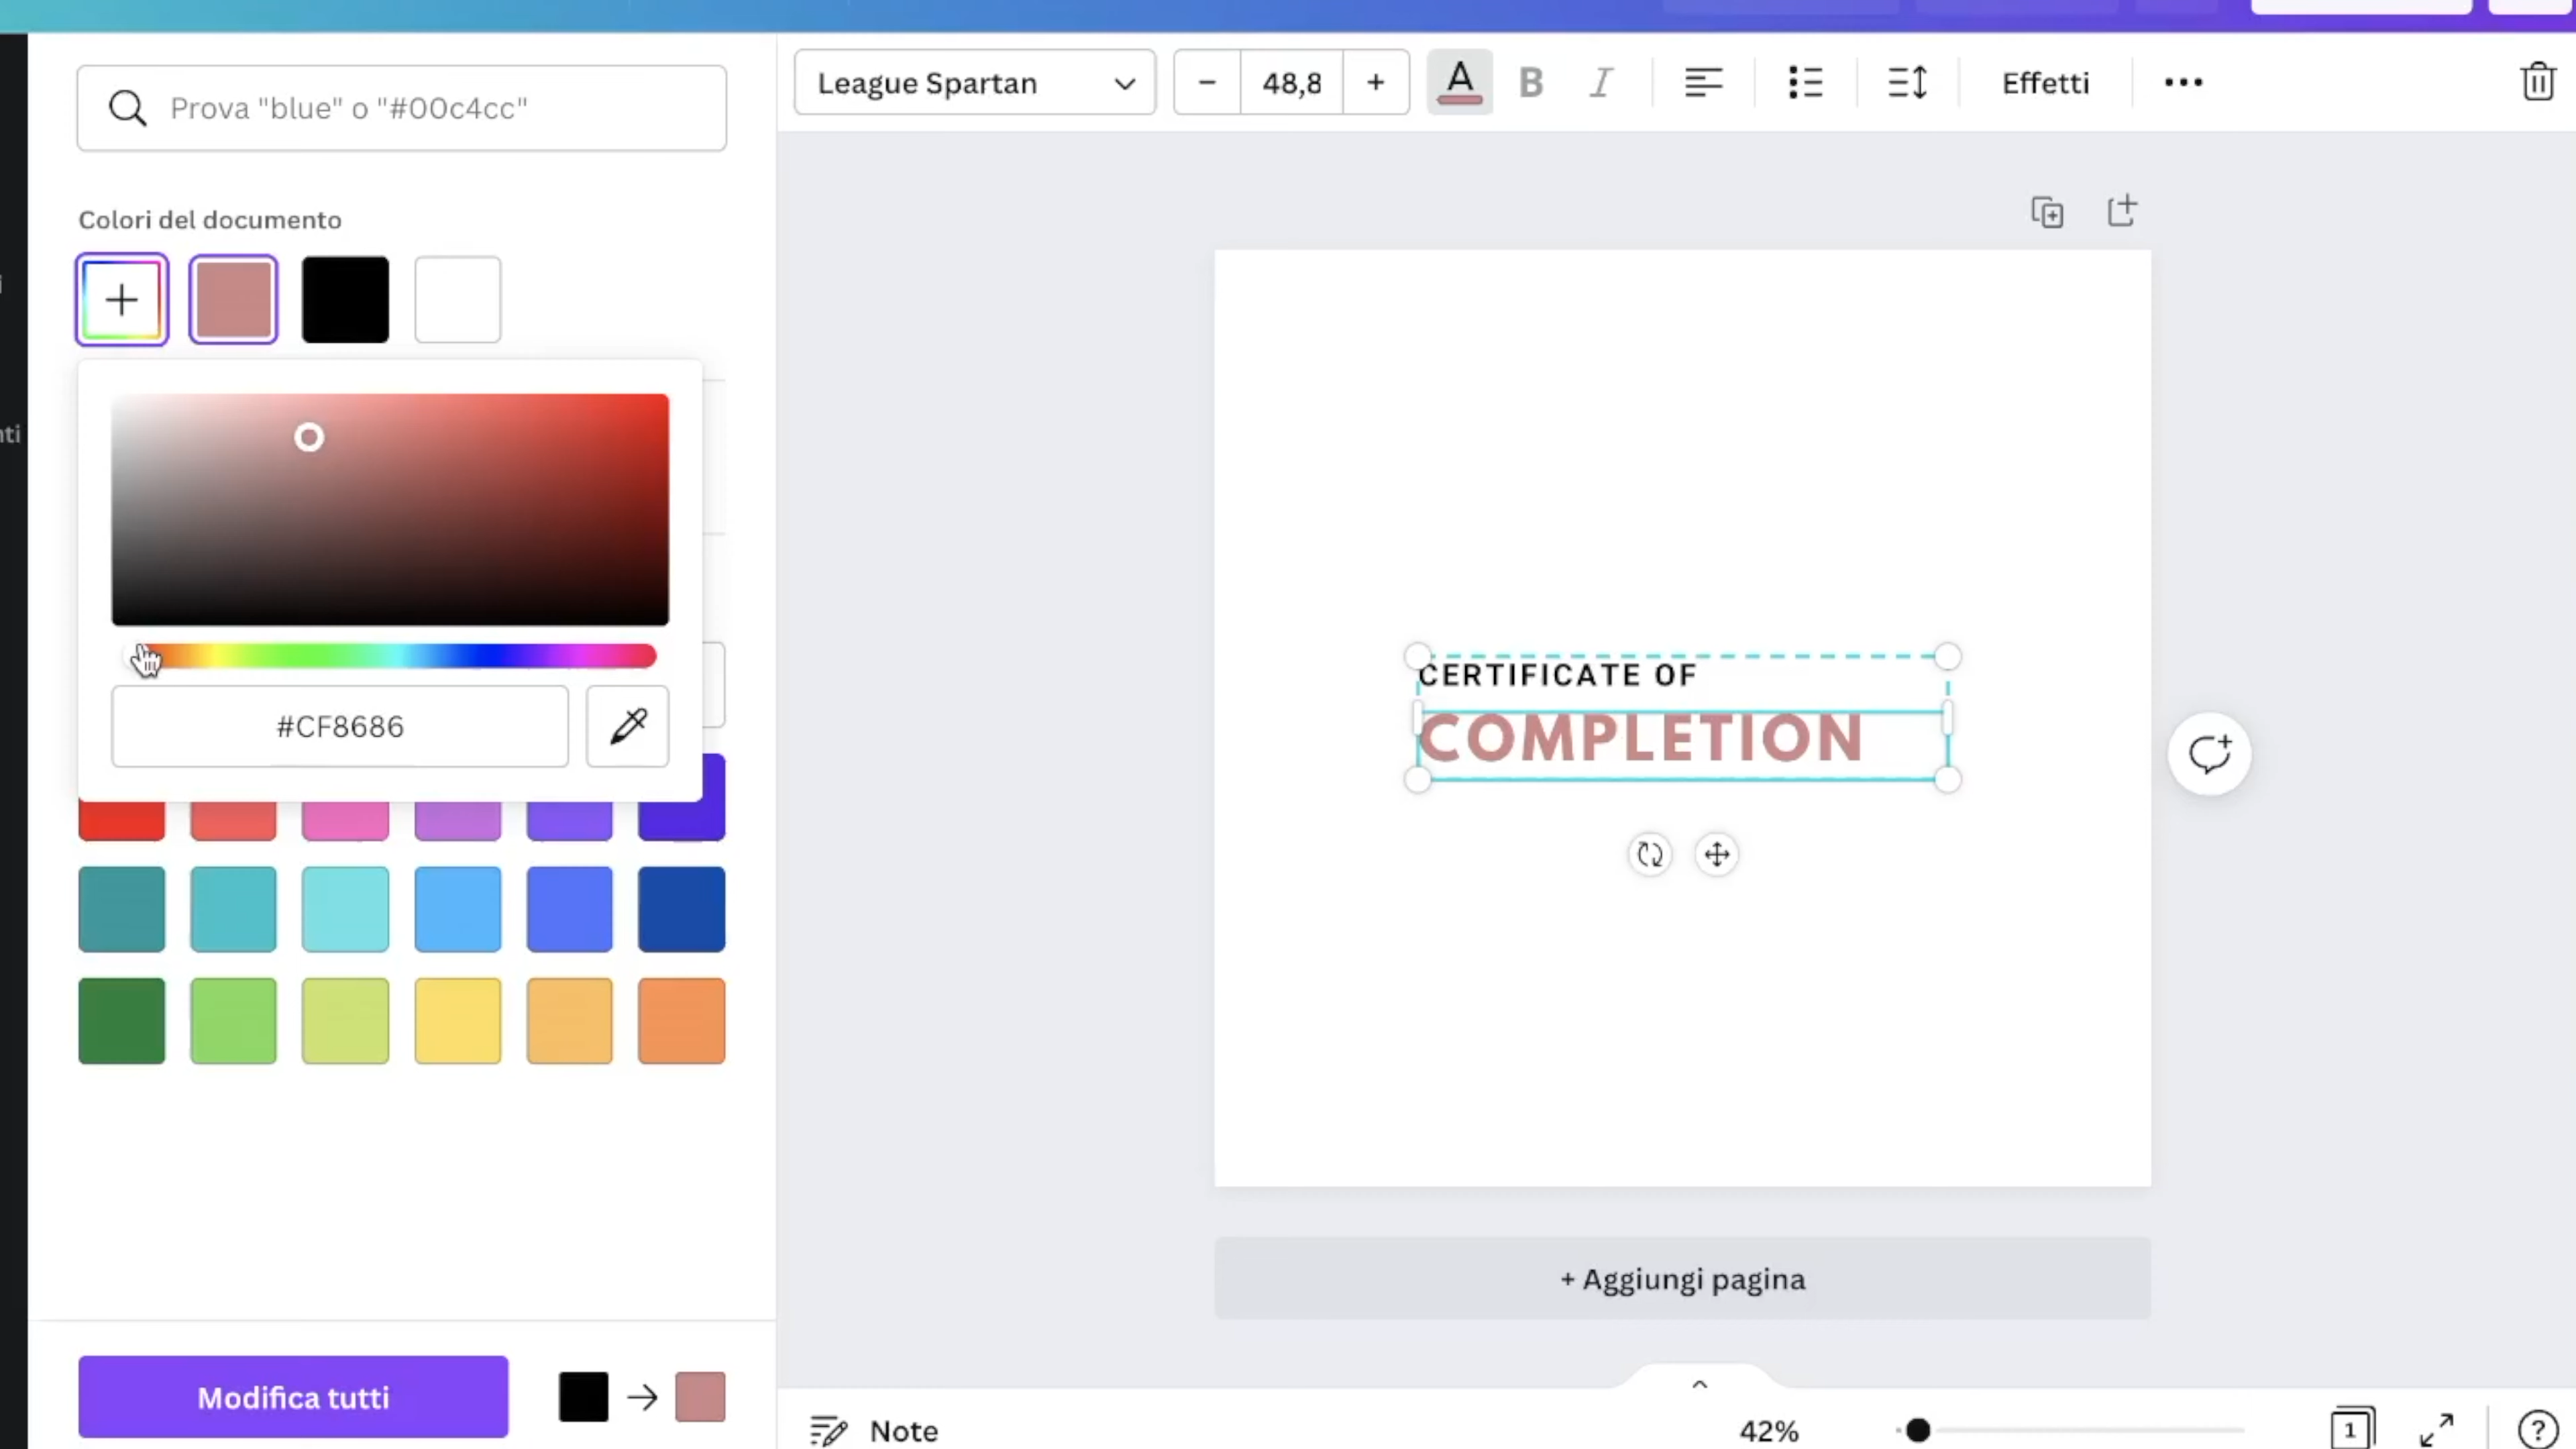 League Spartan
− 48,8 +
A B I
Effetti
Prova "blue" o "#00c4cc"
Colori del documento
#CF8686
CERTIFICATE OF
COMPLETION
+ Aggiungi pagina
Modifica tutti
Note
42%
1
?